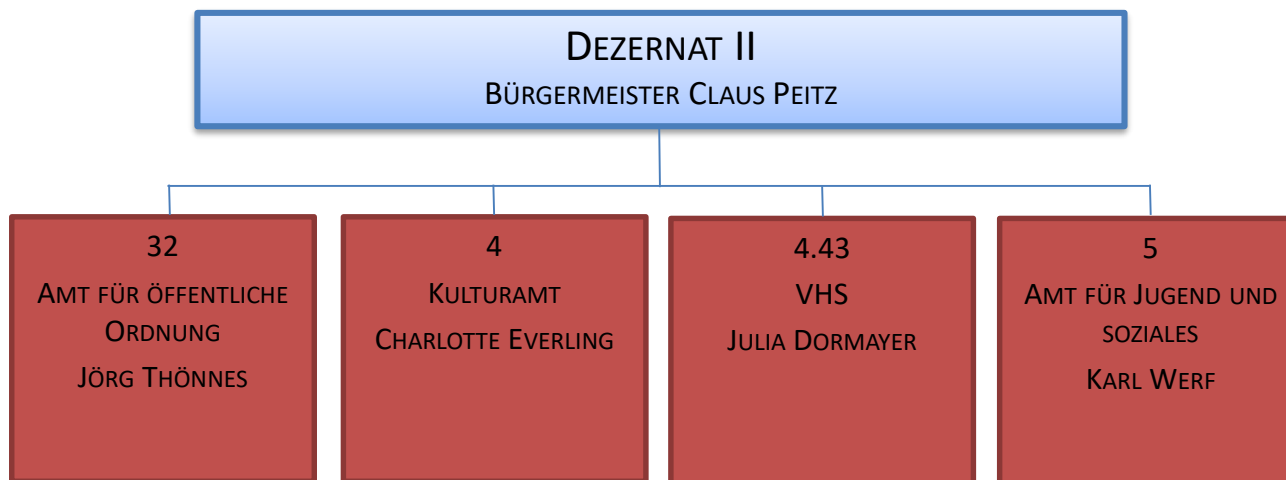 Dezernat II
Bürgermeister Claus Peitz
32
Amt für öffentliche
Ordnung
Jörg Thönnes
4
Kulturamt
Charlotte Everling
4.43
VHS
Julia Dormayer
5
Amt für Jugend und
soziales
Karl Werf